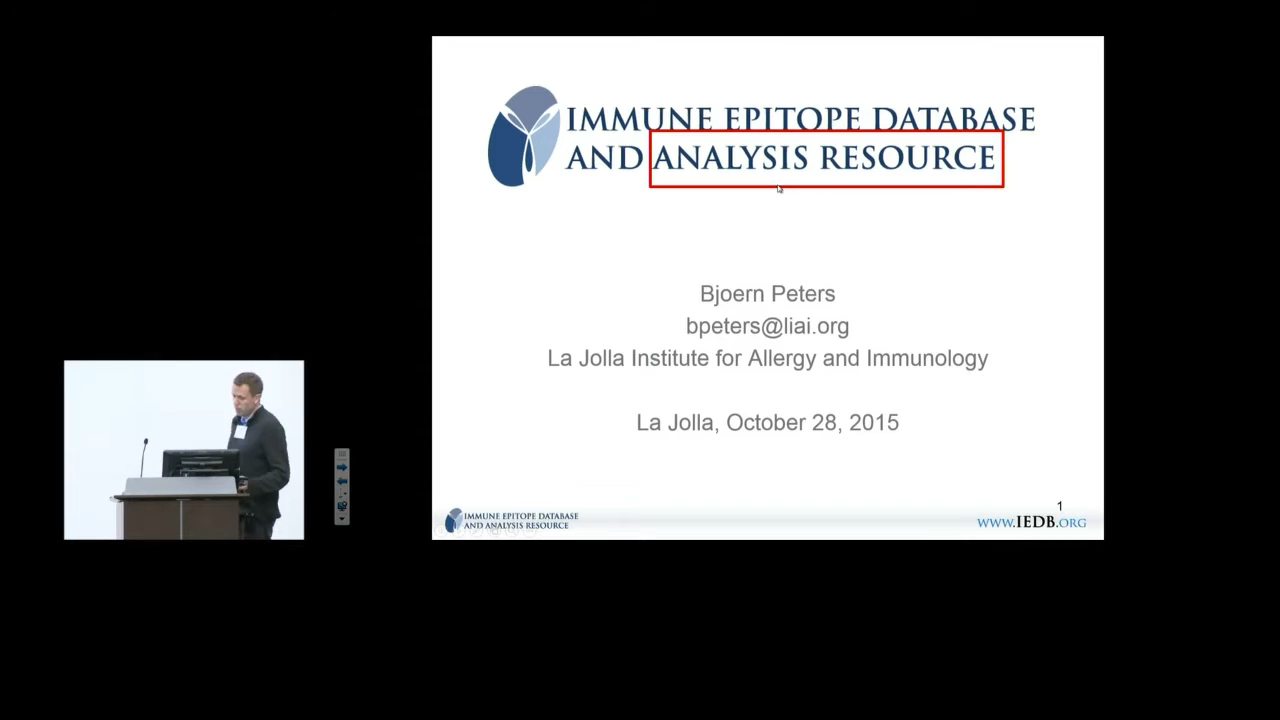 IMMUNE EPITOPE DATABASE
AND ANALYSIS RESOURCE
Bjoern Peters
bpeters@liai.org
La Jolla Institute for Allergy and Immunology
La Jolla, October 28, 2015
1
IMMUNE EPITOPE DATABASE
AND ANALYSIS RESOURCE
WWW.IEDB.ORG